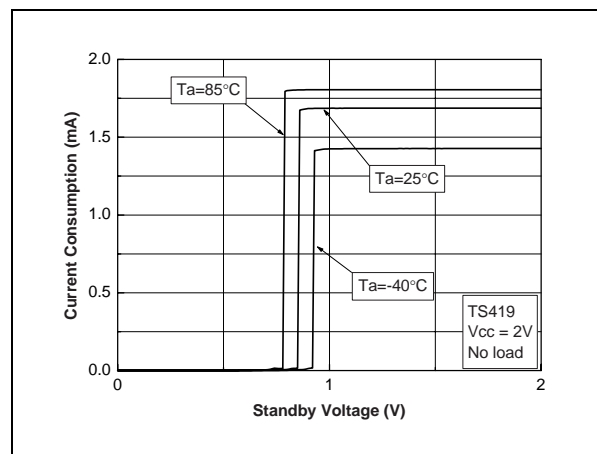 2.0
Ta=85°C
1.5
Ta=25°C
1.0
Current Consumption (mA)
Ta=-40°C
0.5
TS419
Vcc = 2V
No load
0.0
0
1
2
Standby Voltage (V)